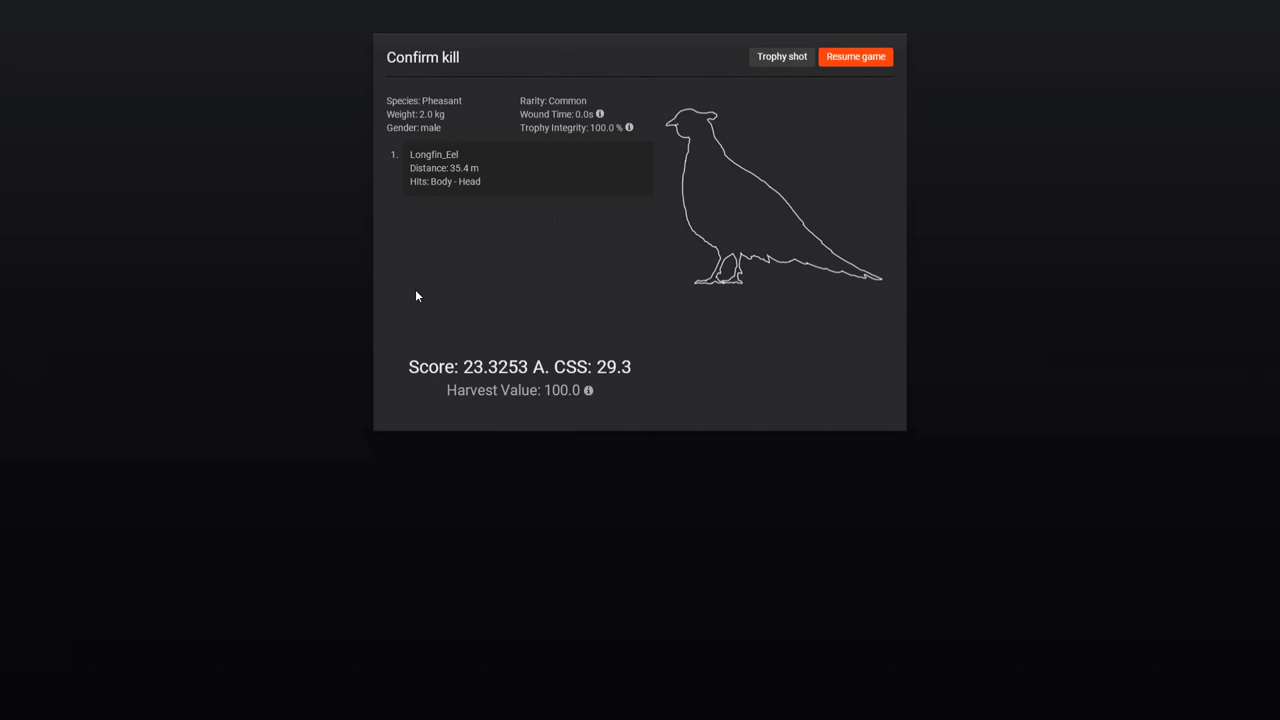 Confirm kill
Trophy shot
Resume game
Species: Pheasant
Weight: 2.0 kg
Gender: male
Rarity: Common
Wound Time: 0.0s
Trophy Integrity: 100.0 %
1.
Longfin_Eel
Distance: 35.4 m
Hits: Body - Head
Score: 23.3253 A. CSS: 29.3
Harvest Value: 100.0